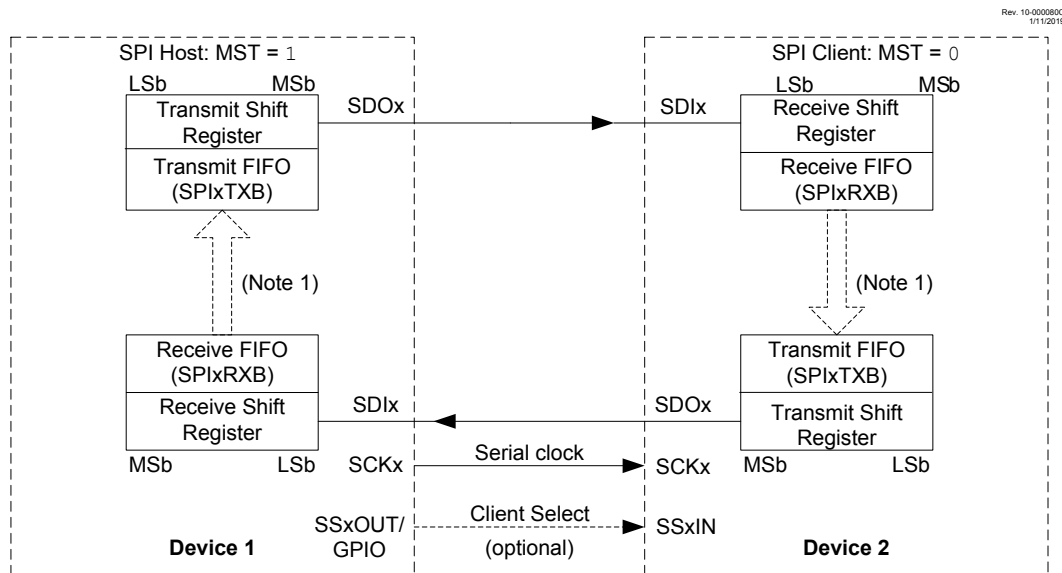 Rev. 10-000080C
1/11/2019
SPI Host: MST = 1
SPI Client: MST = 0
LSb MSb
LSb MSb
Transmit Shift
Register
SDOx
SDIx
Receive Shift
Register
Transmit FIFO
(SPIxTXB)
Receive FIFO
(SPIxRXB)
(Note 1)
(Note 1)
Receive FIFO
(SPIxRXB)
Transmit FIFO
(SPIxTXB)
Receive Shift
Register
SDIx
SDOx
Transmit Shift
Register
MSb LSb
SCKx
Serial clock
SCKx
MSb LSb
SSxOUT/
GPIO
Client Select
(optional)
SSxIN
Device 1
Device 2